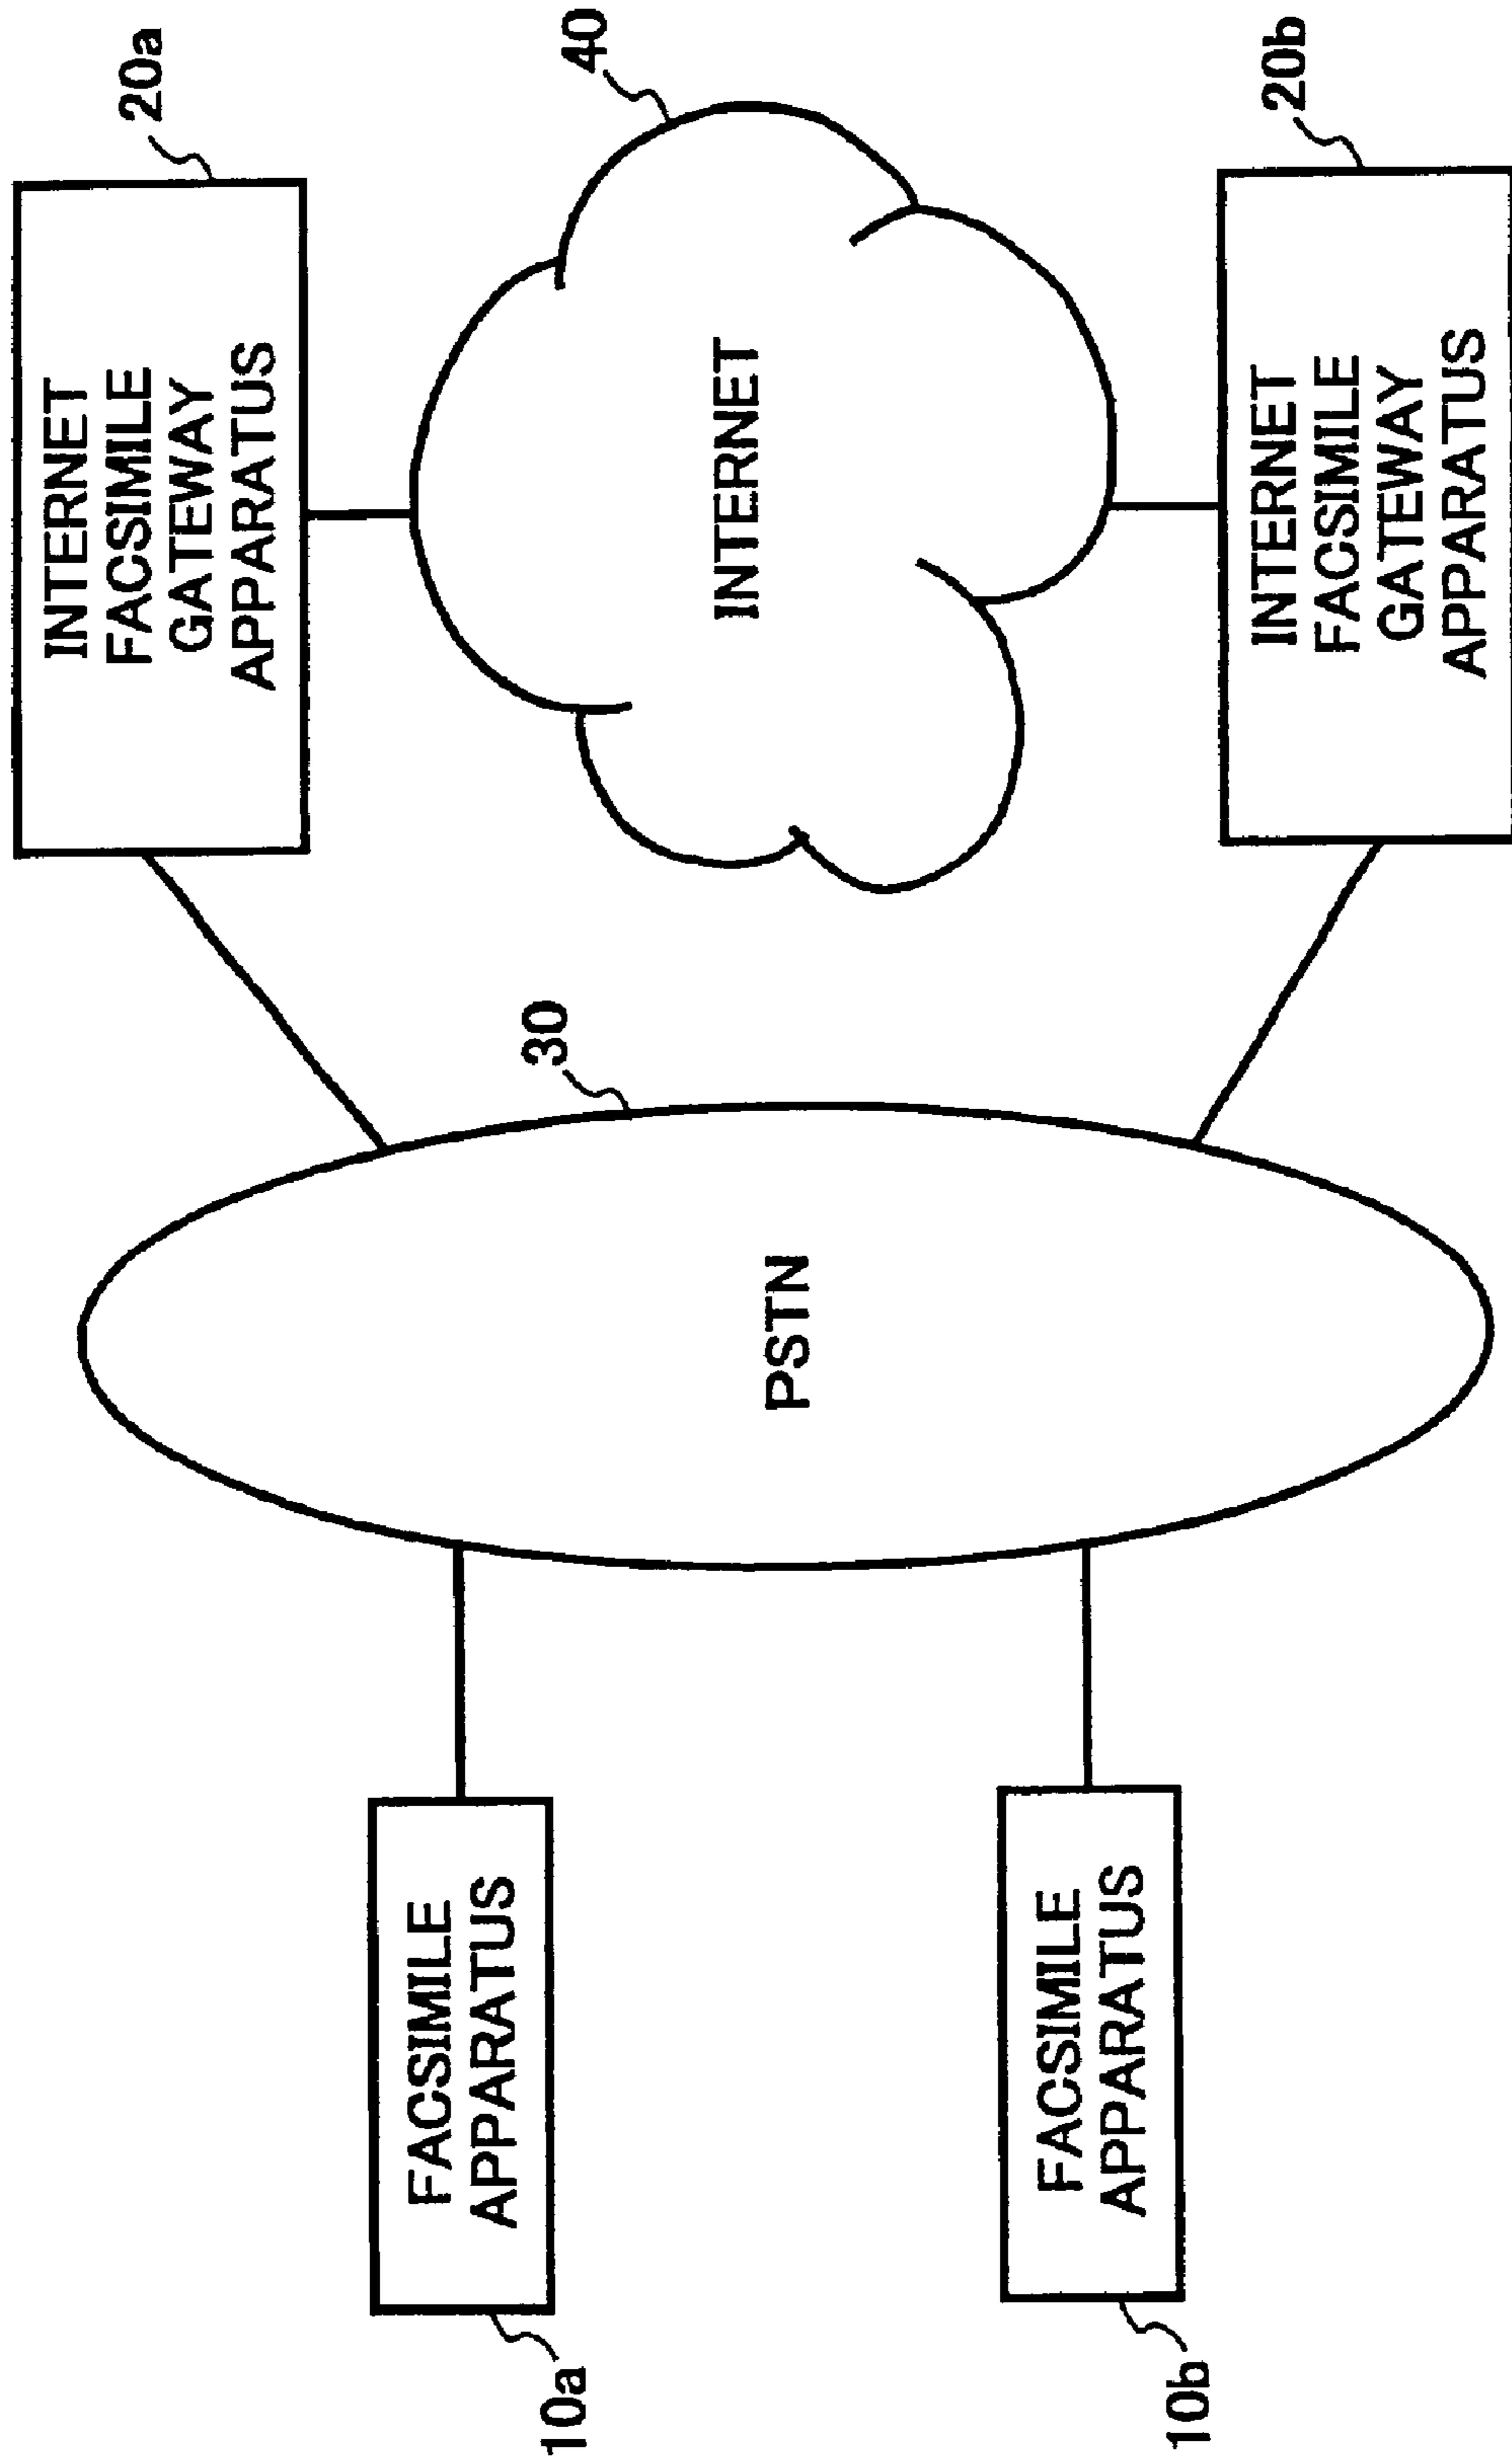 20a
INTERNET
FACSIMILE
GATEWAY
APPARATUS
40
INTERNET
20b
INTERNET
FACSIMILE
GATEWAY
APPARATUS
30
PSTN
FACSIMILE
APPARATUS
10a
FACSIMILE
APPARATUS
10b